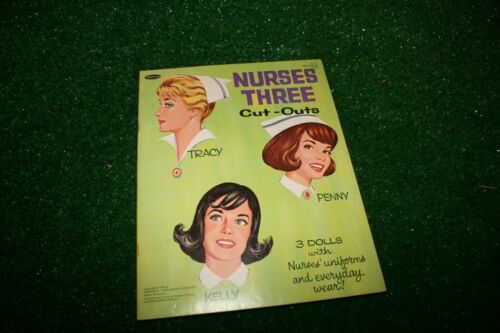 NURSES
THREE
Cut-Outs
TRACY
PENNY
KELLY
3 DOLLS
with
Nurses' uniforms
and everyday
wear!